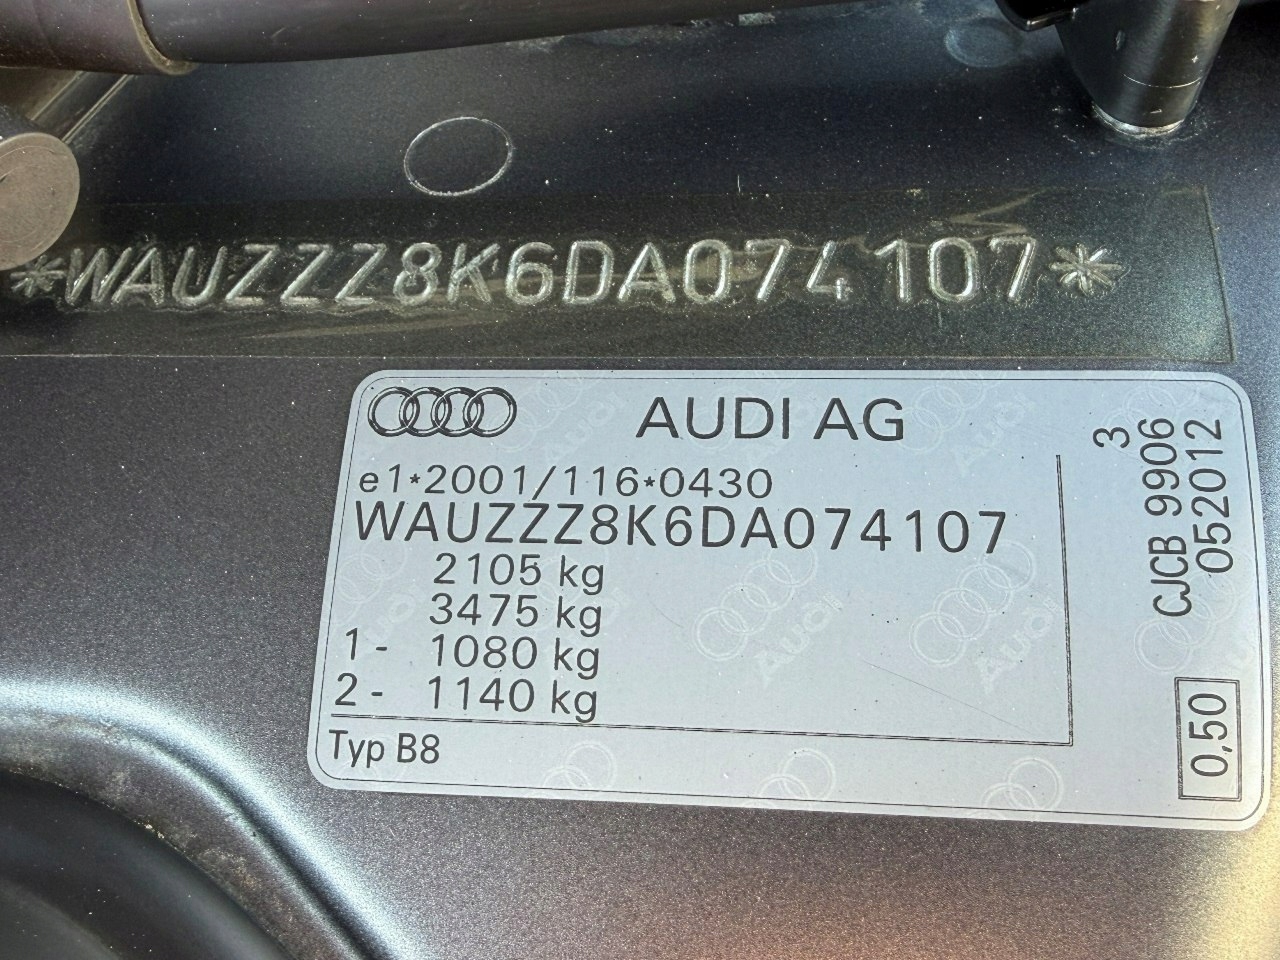 *WAUZZZ8K6DA074107*
AUDI AG
e1*2001/116*0430
WAUZZZ8K6DA074107
2105 kg
3475 kg
1- 1080 kg
2- 1140 kg
Typ B8
3
CJCB 9906
052012
0,50